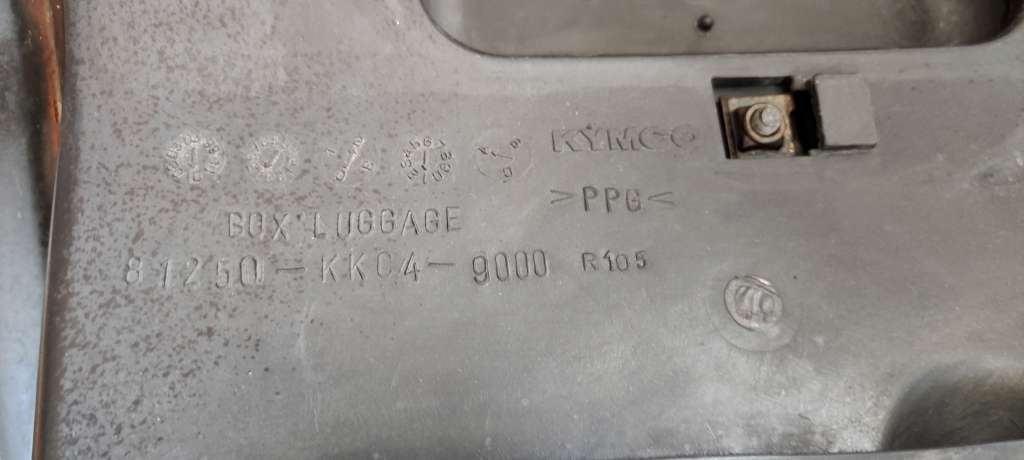 KYMCO
>PPG<
BOX LUGGAGE
81250-KKC4-9000 R105